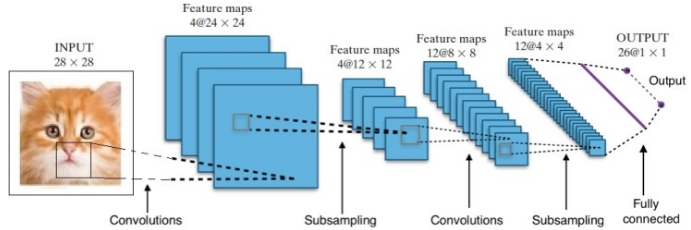 INPUT
28 × 28
Feature maps
4@24 × 24
Feature maps
4@12 × 12
Feature maps
12@8 × 8
Feature maps
12@4 × 4
OUTPUT
26@1 × 1
Output
Convolutions
Subsampling
Convolutions
Subsampling
Fully
connected